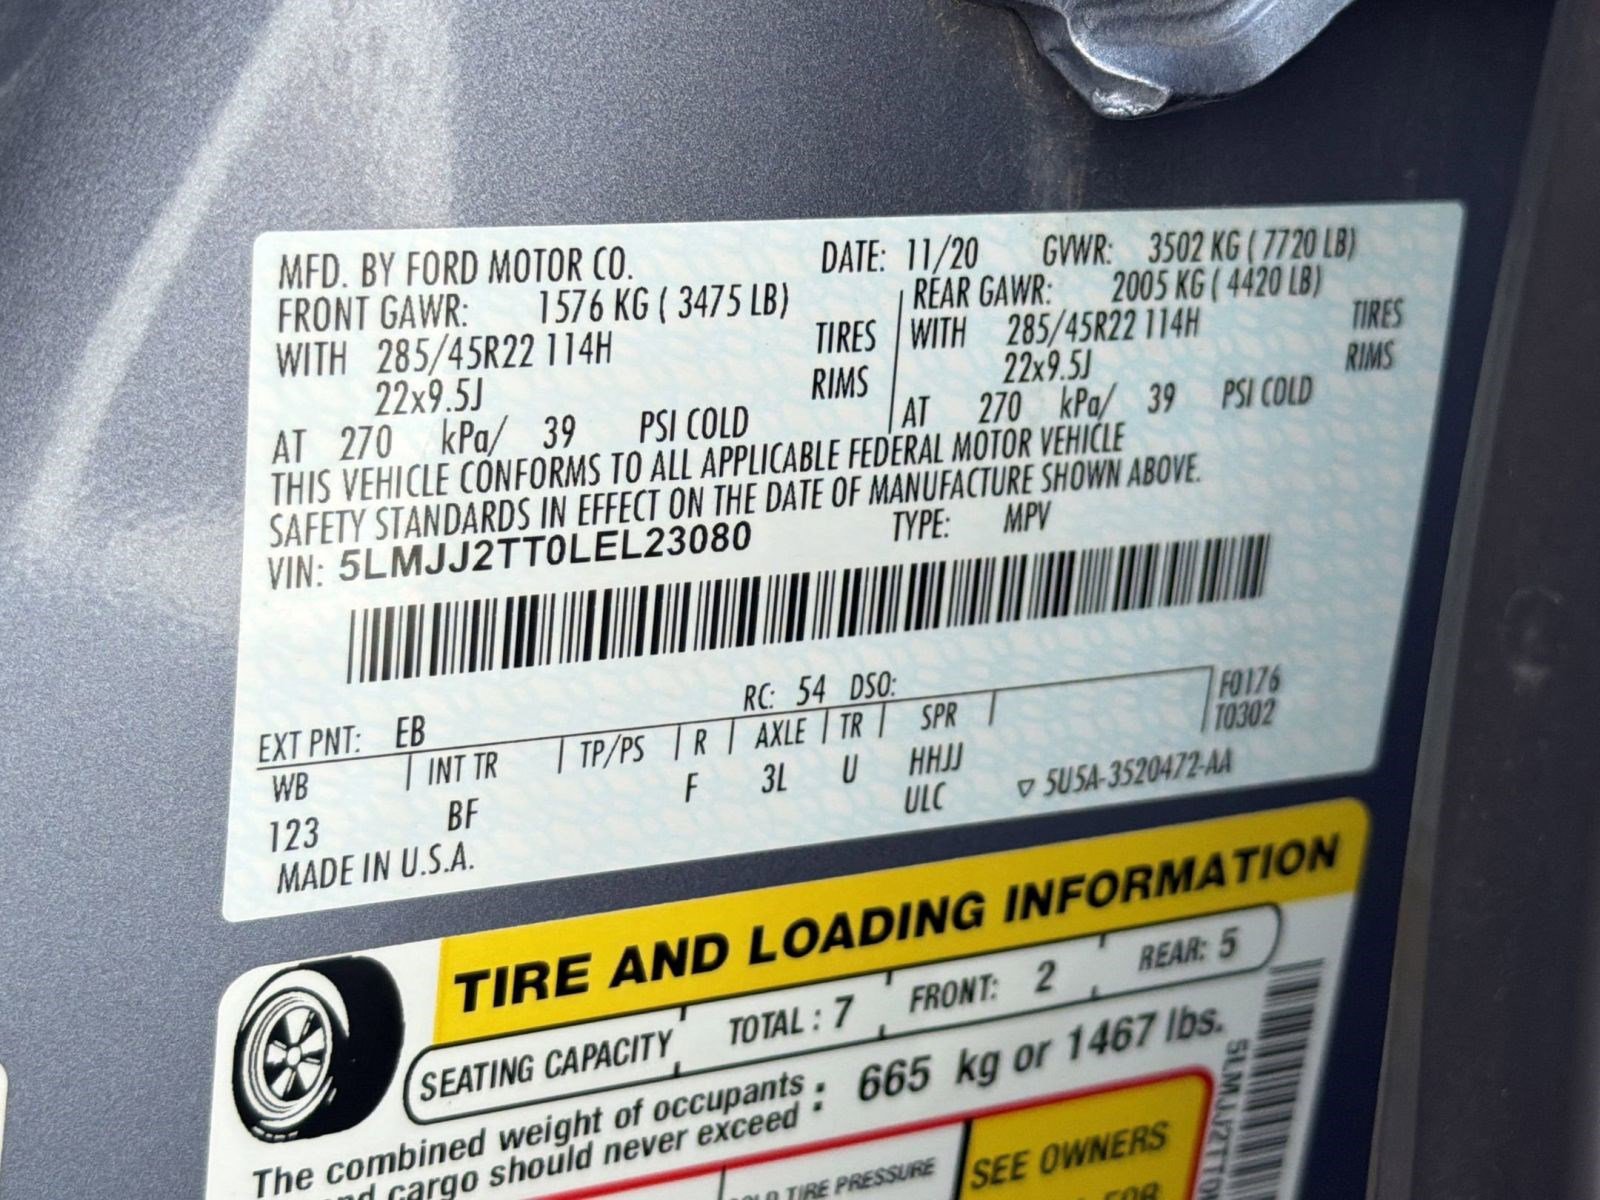 MFD. BY FORD MOTOR CO. DATE: 11/20 GVWR: 3502 KG ( 7720 LB)
FRONT GAWR: 1576 KG ( 3475 LB) REAR GAWR: 2005 KG ( 4420 LB)
WITH 285/45R22 114H TIRES WITH 285/45R22 114H TIRES
22x9.5J RIMS 22x9.5J RIMS
AT 270 kPa/ 39 PSI COLD AT 270 kPa/ 39 PSI COLD
THIS VEHICLE CONFORMS TO ALL APPLICABLE FEDERAL MOTOR VEHICLE
SAFETY STANDARDS IN EFFECT ON THE DATE OF MANUFACTURE SHOWN ABOVE.
VIN: 5LMJJ2TT0LEL23080 TYPE: MPV
EXT PNT: EB RC: 54 DSO: F0176
WB INT TR TP/PS R AXLE TR SPR T0302
123 BF F 3L U HHJJ
ULC ▽ 5U5A-3520472-AA
MADE IN U.S.A.
TIRE AND LOADING INFORMATION
SEATING CAPACITY TOTAL : 7 FRONT: 2 REAR: 5
The combined weight of occupants : 665 kg or 1467 lbs.
cargo should never exceed
TIRE PRESSURE
SEE OWNERS
5LMJJ2TT0